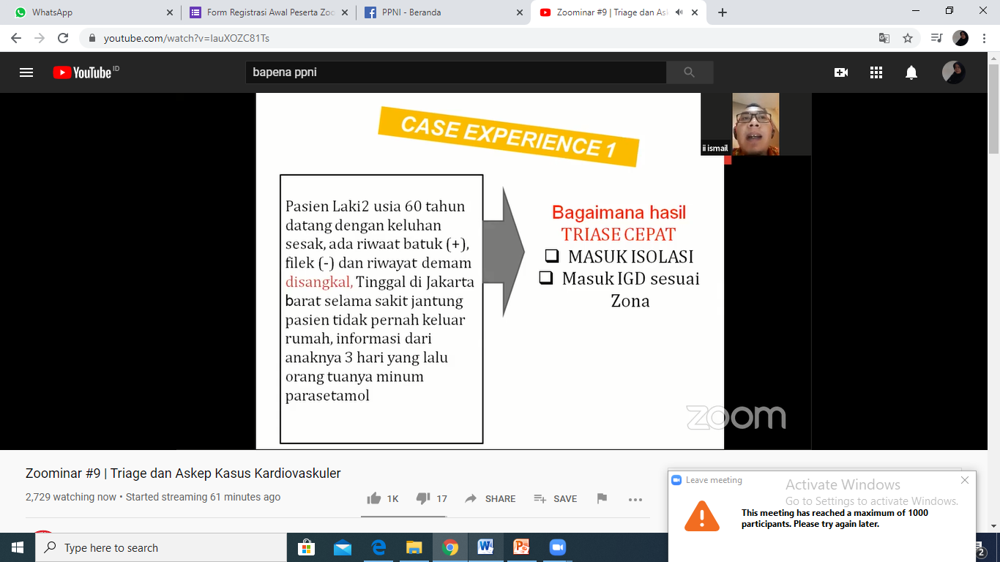 WhatsApp
Form Registrasi Awal Peserta Zoo
PPNI - Beranda
Zoominar #9 | Triage dan As
youtube.com/watch?v=IauXOZC81Ts
YouTube ID
bapena ppni
CASE EXPERIENCE 1
ii ismail
Pasien Laki2 usia 60 tahun
datang dengan keluhan
sesak, ada riwaat batuk (+),
filek (-) dan riwayat demam
disangkal, Tinggal di Jakarta
barat selama sakit jantung
pasien tidak pernah keluar
rumah, informasi dari
anaknya 3 hari yang lalu
orang tuanya minum
parasetamol
Bagaimana hasil
TRIASE CEPAT
❑ MASUK ISOLASI
❑ Masuk IGD sesuai
Zona
zoom
Zoominar #9 | Triage dan Askep Kasus Kardiovaskuler
2,729 watching now • Started streaming 61 minutes ago
1K
17
SHARE
SAVE
Leave meeting
Activate Windows
Go to Settings to activate Windows.
This meeting has reached a maximum of 1000
participants. Please try again later.
Type here to search
2